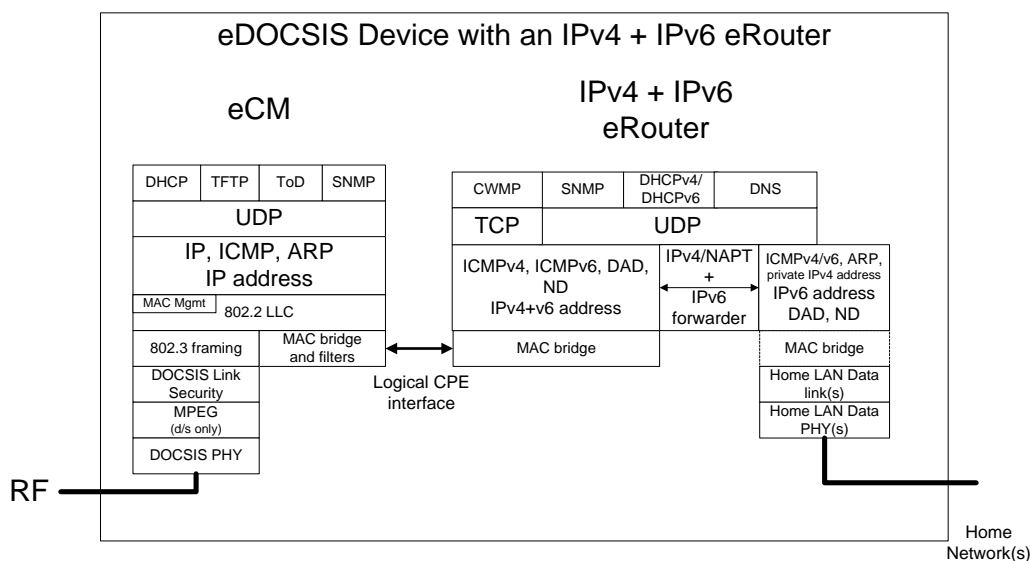 eDOCSIS Device with an IPv4 + IPv6 eRouter
eCM
DHCP
TFTP
ToD
SNMP
UDP
IP, ICMP, ARP
IP address
MAC Mgmt
802.2 LLC
802.3 framing
MAC bridge
and filters
DOCSIS Link
Security
MPEG
(d/s only)
DOCSIS PHY
RF
Logical CPE
interface
IPv4 + IPv6
eRouter
CWMP
SNMP
DHCPv4/
DHCPv6
DNS
TCP
UDP
ICMPv4, ICMPv6, DAD,
ND
IPv4+v6 address
IPv4/NAPT
+
IPv6
forwarder
ICMPv4/v6, ARP,
private IPv4 address
IPv6 address
DAD, ND
MAC bridge
MAC bridge
Home LAN Data
link(s)
Home LAN Data
PHY(s)
Home
Network(s)